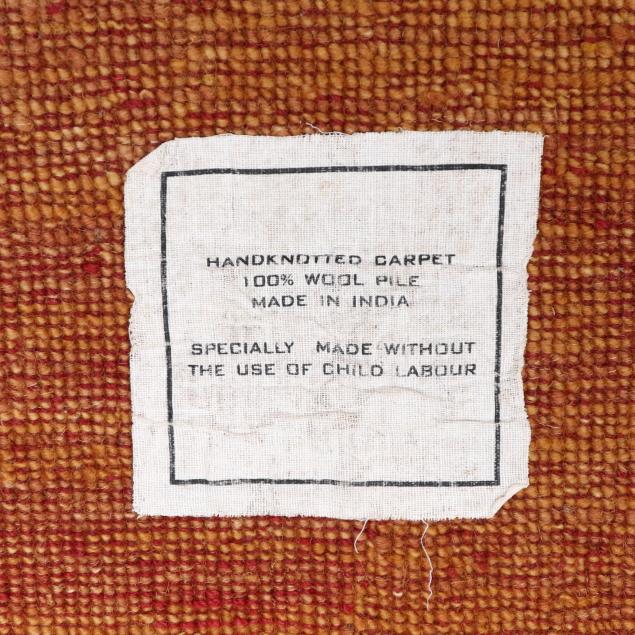 HANDKNOTTED CARPET
100% WOOL PILE
MADE IN INDIA
SPECIALLY MADE WITHOUT
THE USE OF CHILD LABOUR